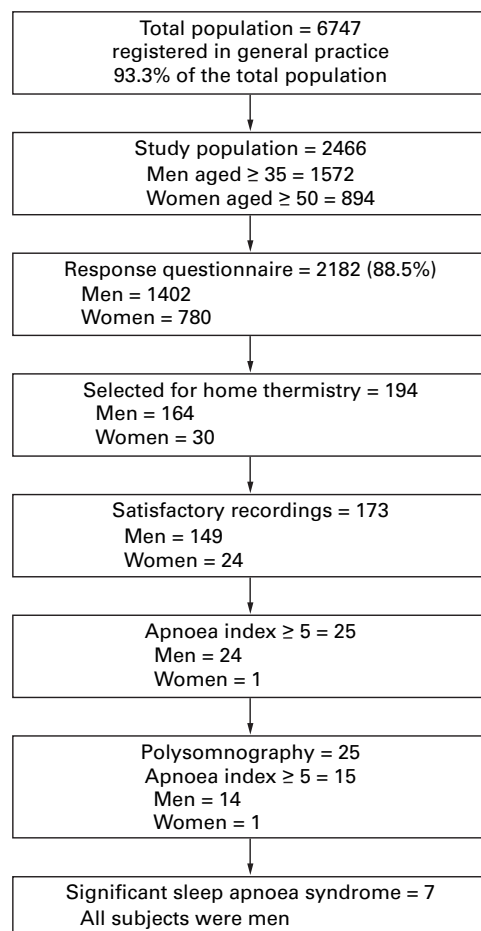 Total population = 6747
registered in general practice
93.3% of the total population
Study population = 2466
Men aged ≥ 35 = 1572
Women aged ≥ 50 = 894
Response questionnaire = 2182 (88.5%)
Men = 1402
Women = 780
Selected for home thermistry = 194
Men = 164
Women = 30
Satisfactory recordings = 173
Men = 149
Women = 24
Apnoea index ≥ 5 = 25
Men = 24
Women = 1
Polysomnography = 25
Apnoea index ≥ 5 = 15
Men = 14
Women = 1
Significant sleep apnoea syndrome = 7
All subjects were men